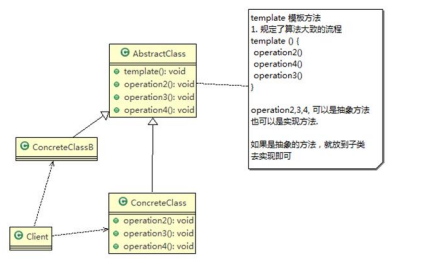 AbstractClass
template(): void
operation2(): void
operation3(): void
operation4(): void
template 模板方法
1. 规定了算法大致的流程
template () {
operation2()
operation4()
operation3()
}
operation2,3,4, 可以是抽象方法
也可以是实现方法.
如果是抽象的方法，就放到子类
去实现即可
ConcreteClassB
ConcreteClass
operation2(): void
operation3(): void
operation4(): void
Client